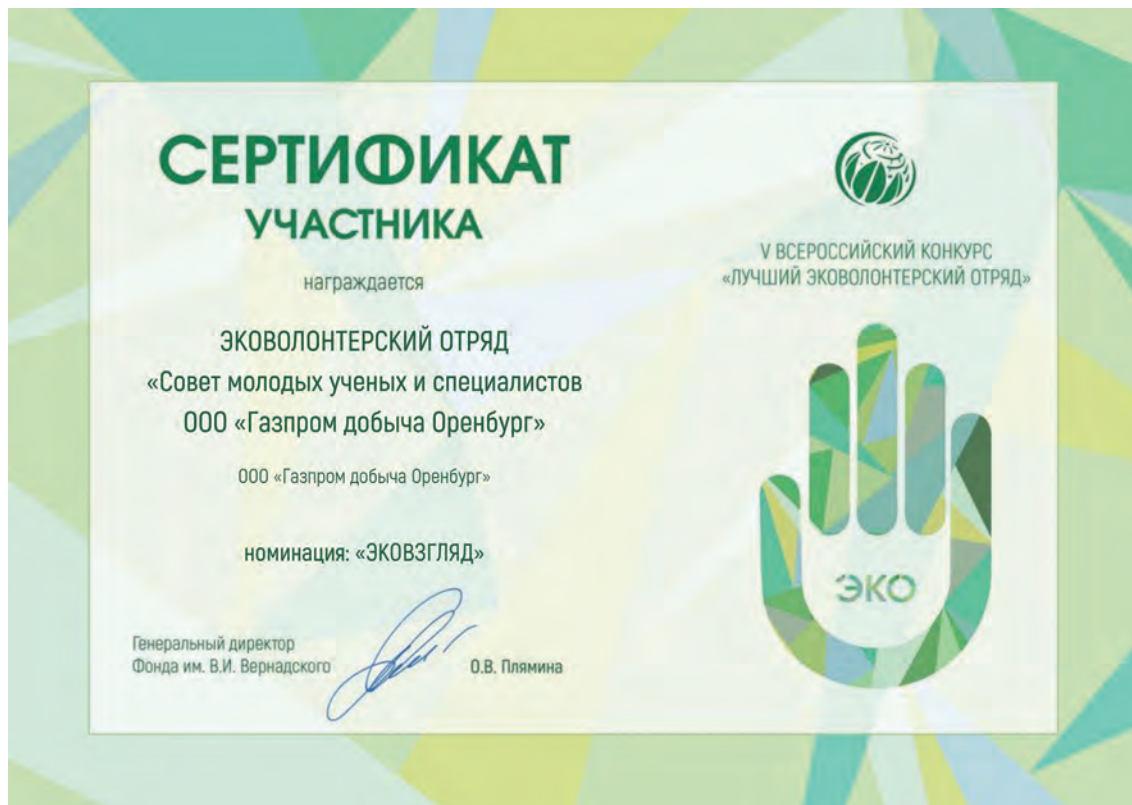 СЕРТИФИКАТ
УЧАСТНИКА
награждается
ЭКОВОЛОНТЕРСКИЙ ОТРЯД
«Совет молодых ученых и специалистов
ООО «Газпром добыча Оренбург»
ООО «Газпром добыча Оренбург»
номинация: «ЭКОВЗГЛЯД»
Генеральный директор
Фонда им. В.И. Вернадского
О.В. Плямина
V ВСЕРОССИЙСКИЙ КОНКУРС
«ЛУЧШИЙ ЭКОВОЛОНТЕРСКИЙ ОТРЯД»
ЭКО